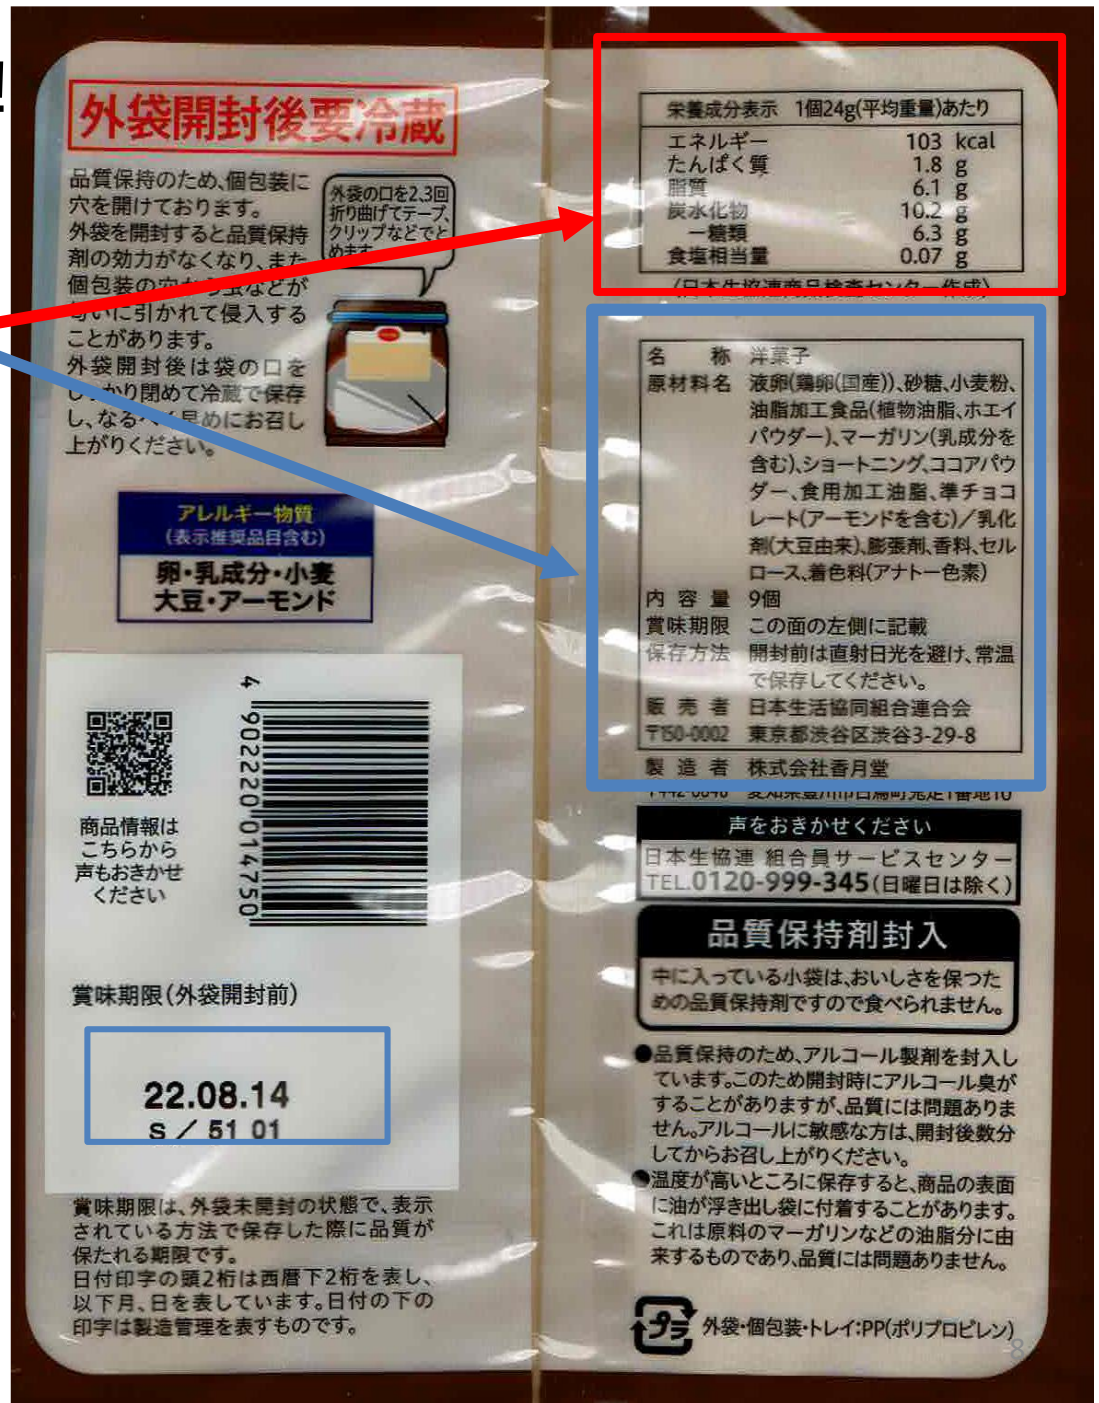 !
外袋開封後要冷蔵
品質保持のため、個包装に
穴を開けております。
外袋を開封すると品質保持
剤の効力がなくなり、また
個包装の穴から虫などが
匂いに引かれて侵入する
ことがあります。
外袋開封後は袋の口を
しっかり閉めて冷蔵で保存
し、なるべく早めにお召し
上がりください。
外袋の口を2、3回
折り曲げてテープ、
クリップなどでと
めます
アレルギー物質
(表示推奨品目含む)
卵・乳成分・小麦
大豆・アーモンド
商品情報は
こちらから
声もおきかせ
ください
4 902220 014750
賞味期限(外袋開封前)
22.08.14
S / 51 01
賞味期限は、外袋未開封の状態で、表示
されている方法で保存した際に品質が
保たれる期限です。
日付印字の頭2桁は西暦下2桁を表し、
以下月、日を表しています。日付の下の
印字は製造管理を表すものです。
栄養成分表示 1個24g(平均重量)あたり
エネルギー 103 kcal
たんぱく質 1.8 g
脂質 6.1 g
炭水化物 10.2 g
ー糖類 6.3 g
食塩相当量 0.07 g
(日本生協連商品検査センター作成)
名称 洋菓子
原材料名 液卵(鶏卵(国産))、砂糖、小麦粉、
油脂加工食品(植物油脂、ホエイ
パウダー)、マーガリン(乳成分を
含む)、ショートニング、ココアパウ
ダー、食用加工油脂、準チョコ
レート(アーモンドを含む)/乳化
剤(大豆由来)、膨張剤、香料、セル
ロース、着色料(アナトー色素)
内容量 9個
賞味期限 この面の左側に記載
保存方法 開封前は直射日光を避け、常温
で保存してください。
販売者 日本生活協同組合連合会
〒150-0002 東京都渋谷区渋谷3-29-8
製造者 株式会社香月堂
〒442-0846 愛知県豊川市白鳥町兎足1番地10
声をおきかせください
日本生協連 組合員サービスセンター
TEL.0120-999-345(日曜日は除く)
品質保持剤封入
中に入っている小袋は、おいしさを保つた
めの品質保持剤ですので食べられません。
●品質保持のため、アルコール製剤を封入し
ています。このため開封時にアルコール臭が
することがありますが、品質には問題ありま
せん。アルコールに敏感な方は、開封後数分
してからお召し上がりください。
●温度が高いところに保存すると、商品の表面
に油が浮き出し袋に付着することがあります。
これは原料のマーガリンなどの油脂分に由
来するものであり、品質には問題ありません。
プラ 外袋・個包装・トレイ:PP(ポリプロピレン)
8